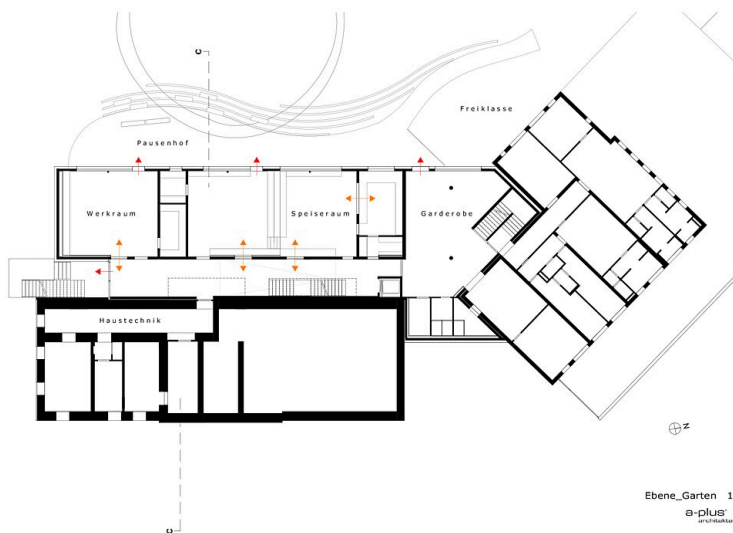 c
Freiklasse
Pausenhof
Werkraum
Speiseraum
Garderobe
Haustechnik
N
c
Ebene_Garten 1
a-plus
architekte